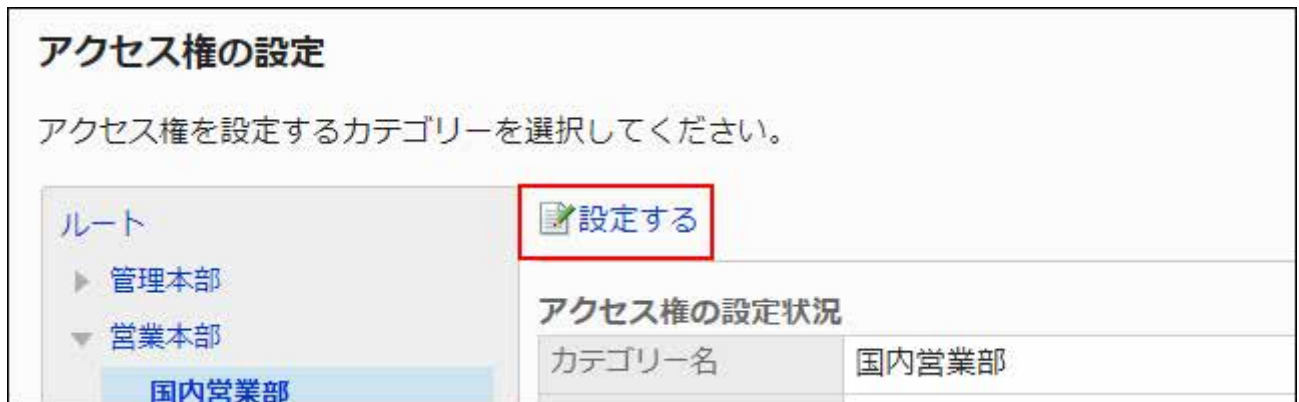 アクセス権の設定
アクセス権を設定するカテゴリーを選択してください。
ルート
管理本部
営業本部
国内営業部
設定する
アクセス権の設定状況
カテゴリー名 国内営業部